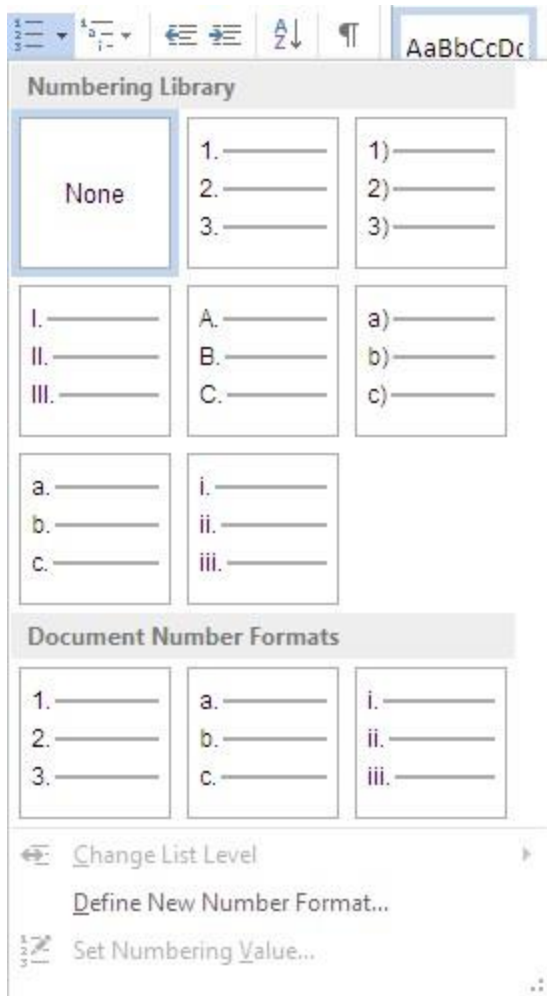 AaBbCcDc
Numbering Library
None
1.
2.
3.
1)
2)
3)
I.
II.
III.
A.
B.
C.
a)
b)
c)
a.
b.
c.
i.
ii.
iii.
Document Number Formats
1.
2.
3.
a.
b.
c.
i.
ii.
iii.
Change List Level
Define New Number Format...
Set Numbering Value...